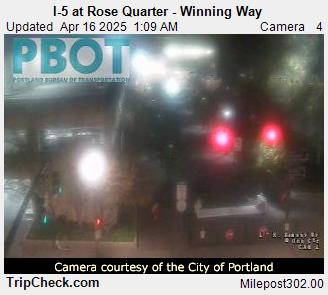 I-5 at Rose Quarter - Winning Way
Updated Apr 16 2025 1:09 AM Camera 4
PBOT
PORTLAND BUREAU OF TRANSPORTATION
Camera courtesy of the City of Portland
TripCheck.com Milepost302.00